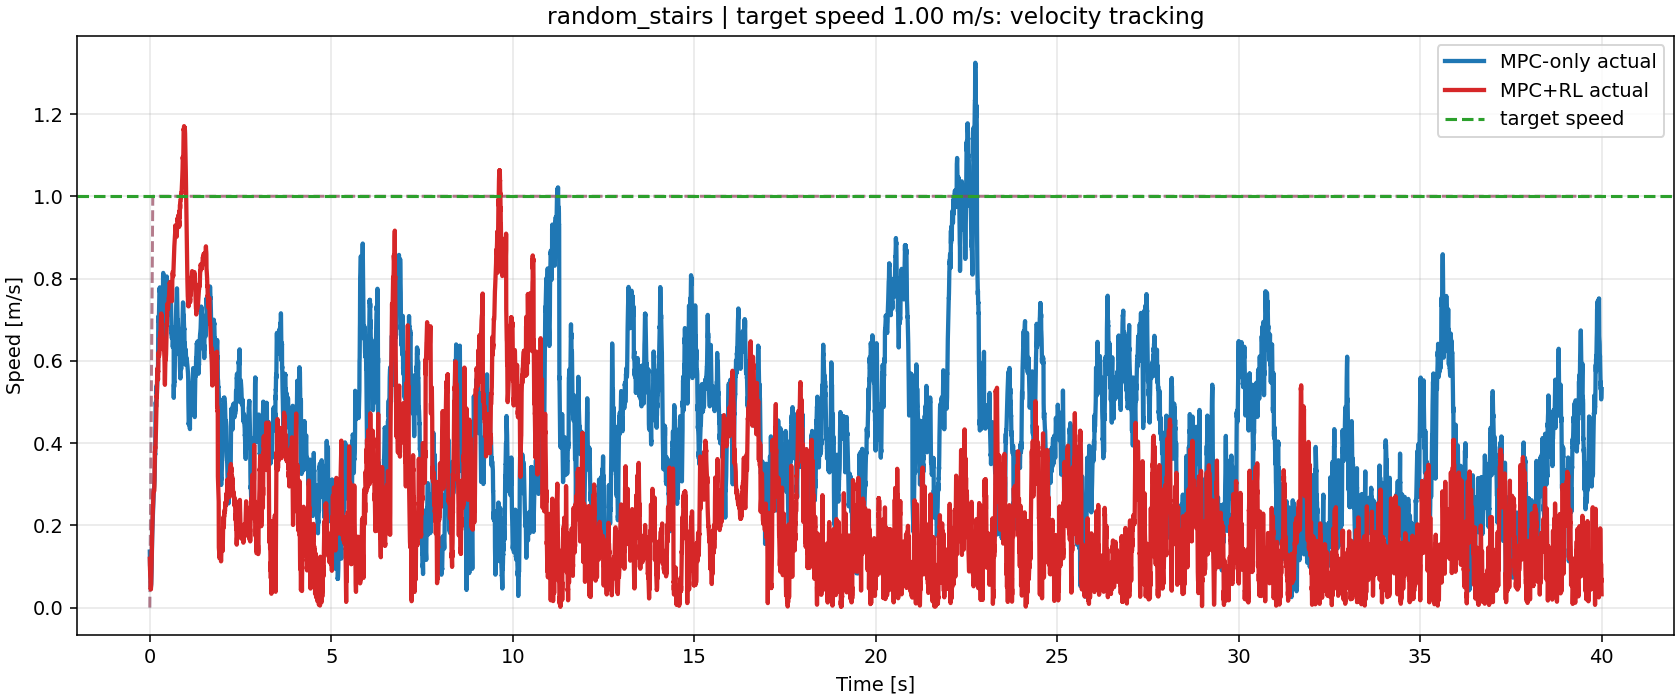 random_stairs | target speed 1.00 m/s: velocity tracking
MPC-only actual
MPC+RL actual
target speed
Speed [m/s]
1.2
1.0
0.8
0.6
0.4
0.2
0.0
0 5 10 15 20 25 30 35 40
Time [s]